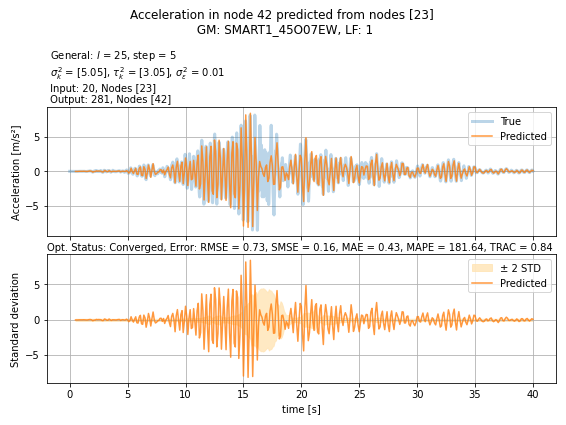 Acceleration in node 42 predicted from nodes [23]
GM: SMART1_45O07EW, LF: 1
General: l = 25, step = 5
σ²ₖ = [5.05], τ²ₖ = [3.05], σ²ε = 0.01
Input: 20, Nodes [23]
Output: 281, Nodes [42]
Acceleration [m/s²]
5
0
−5
True
Predicted
Opt. Status: Converged, Error: RMSE = 0.73, SMSE = 0.16, MAE = 0.43, MAPE = 181.64, TRAC = 0.84
Standard deviation
5
0
−5
± 2 STD
Predicted
0 5 10 15 20 25 30 35 40
time [s]